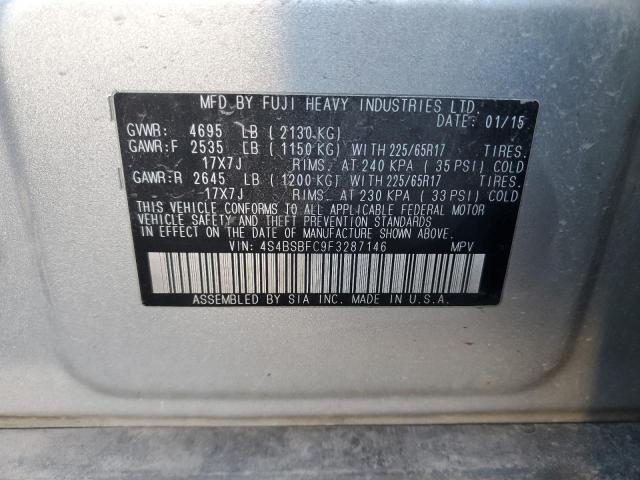 MFD BY FUJI HEAVY INDUSTRIES LTD
DATE: 01/15
GVWR: 4695 LB (2130 KG)
GAWR:F 2535 LB (1150 KG) WITH 225/65R17 TIRES.
17X7J RIMS. AT 240 KPA (35 PSI) COLD
GAWR:R 2645 LB (1200 KG) WITH 225/65R17 TIRES.
17X7J RIMS. AT 230 KPA (33 PSI) COLD
THIS VEHICLE CONFORMS TO ALL APPLICABLE FEDERAL MOTOR
VEHICLE SAFETY AND THEFT PREVENTION STANDARDS
IN EFFECT ON THE DATE OF MANUFACTURE SHOWN ABOVE
VIN: 4S4BSBFC9F3287146 MPV
ASSEMBLED BY SIA INC. MADE IN U.S.A.